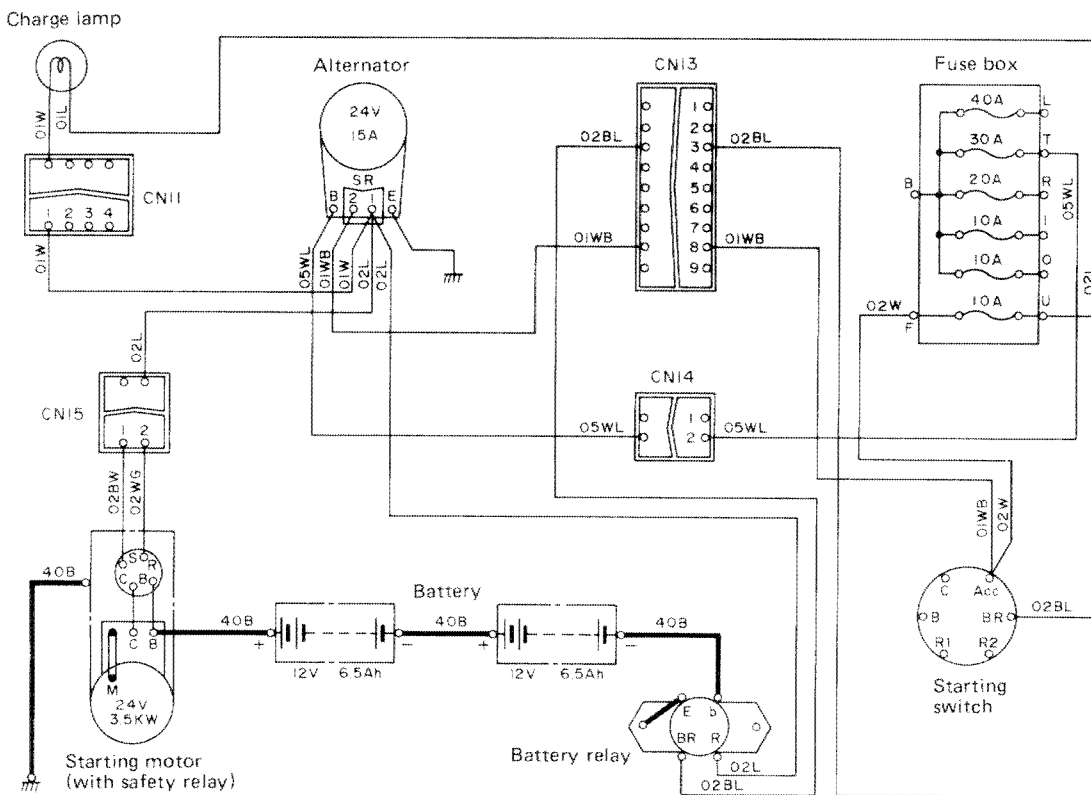 Charge lamp
01W
01L
CN11
1 2 3 4
01W
Alternator
24V
15A
SR
B 2 1 E
05WL
01WB
01W
02L
02L
CN13
1
2
3
4
5
6
7
8
9
02BL
02BL
01WB
01WB
Fuse box
40A L
30A T
B 20A R
10A I
10A O
10A U
F
02W
05WL
02L
02L
CN15
1 2
02BW
02WG
CN14
1
2
05WL
05WL
01WB
02W
40B
S R
C B
C B
M
24V
3.5KW
Starting motor
(with safety relay)
Battery
40B
+ -
12V 6.5Ah
40B
+ -
12V 6.5Ah
40B
E b
BR R
Battery relay
02L
02BL
C Acc
B BR
R1 R2
02BL
Starting
switch